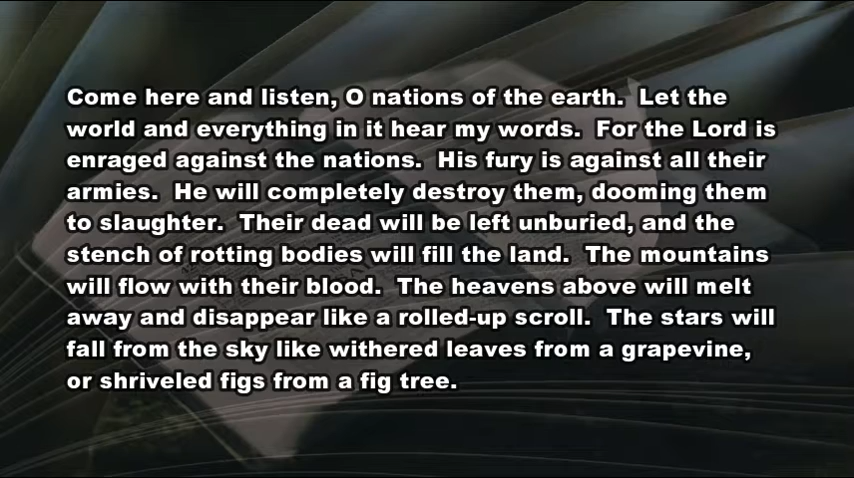 Come here and listen, O nations of the earth.  Let the
world and everything in it hear my words.  For the Lord is
enraged against the nations.  His fury is against all their
armies.  He will completely destroy them, dooming them
to slaughter.  Their dead will be left unburied, and the
stench of rotting bodies will fill the land.  The mountains
will flow with their blood.  The heavens above will melt
away and disappear like a rolled-up scroll.  The stars will
fall from the sky like withered leaves from a grapevine,
or shriveled figs from a fig tree.